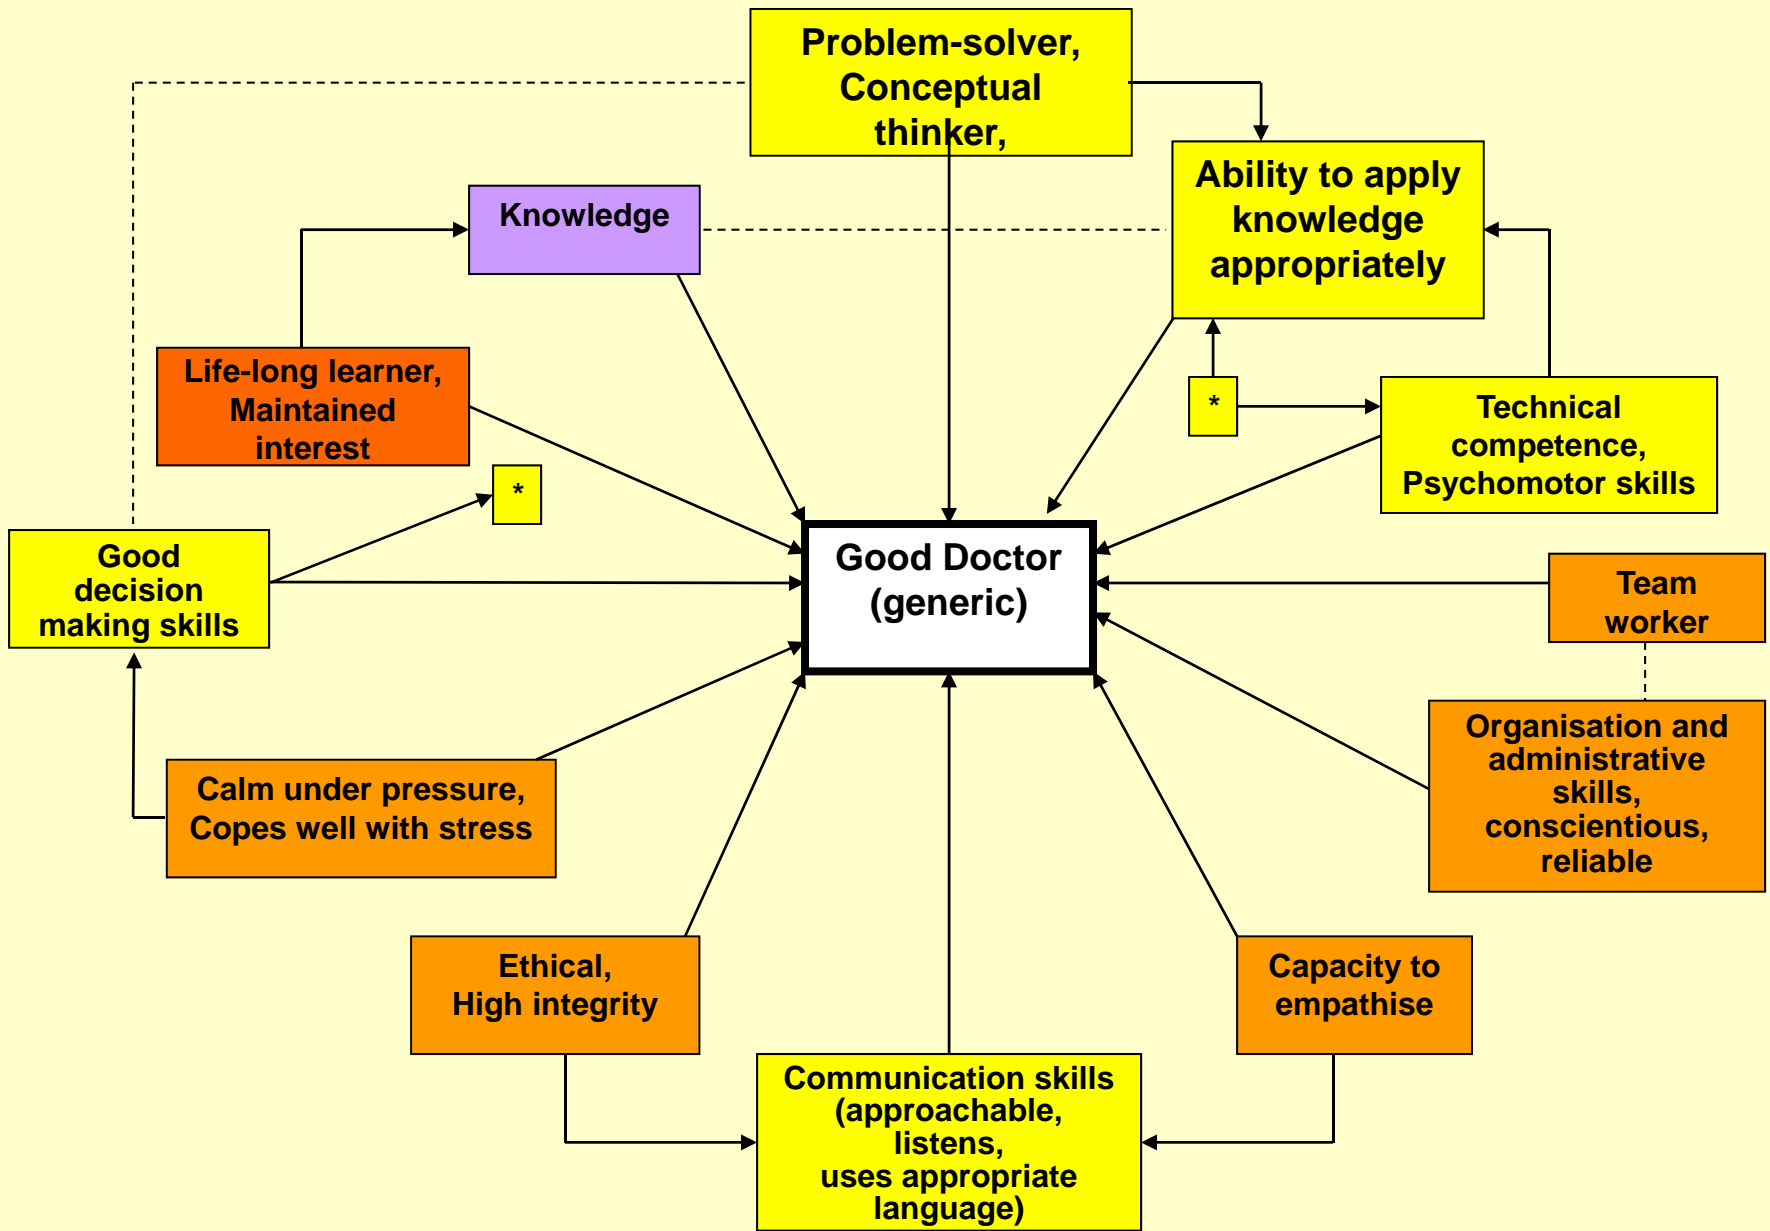 Problem-solver,
Conceptual
thinker,
Ability to apply
knowledge
appropriately
Knowledge
Life-long learner,
Maintained
interest
*
Technical
competence,
Psychomotor skills
*
Good
decision
making skills
Good Doctor
(generic)
Team
worker
Organisation and
administrative
skills,
conscientious,
reliable
Calm under pressure,
Copes well with stress
Ethical,
High integrity
Capacity to
empathise
Communication skills
(approachable,
listens,
uses appropriate
language)